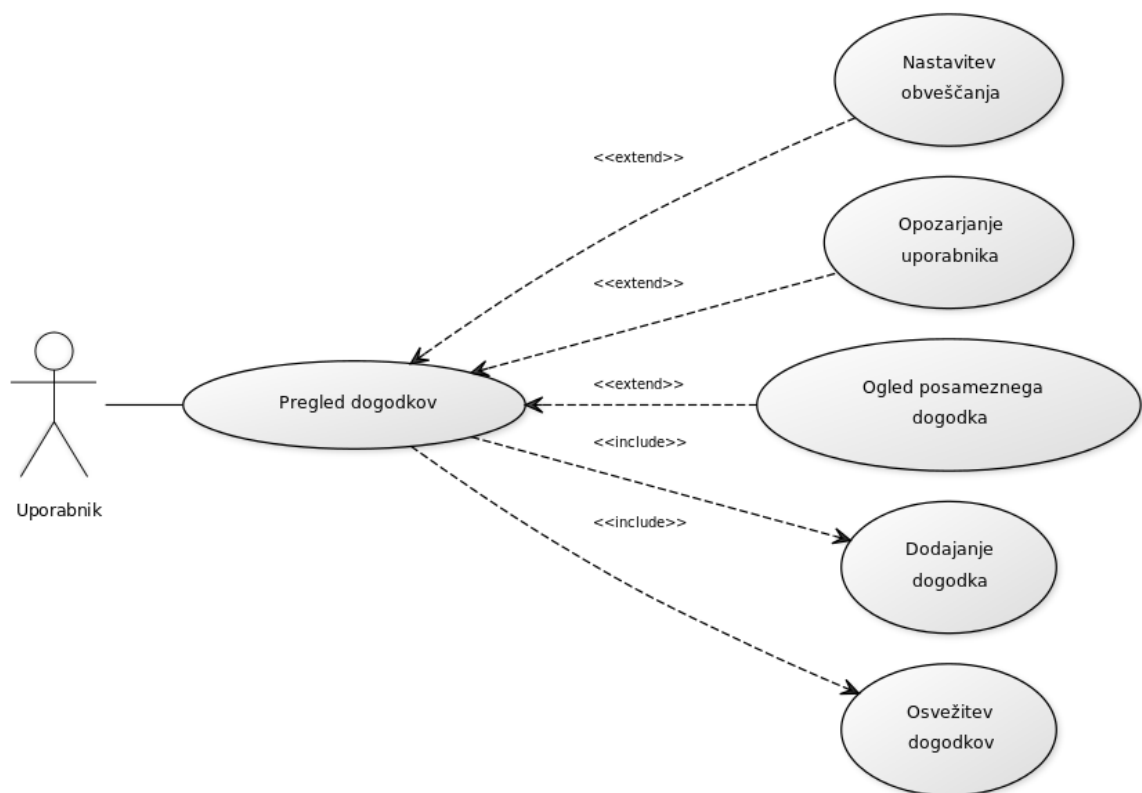 Nastavitev
obveščanja
<<extend>>
Opozarjanje
uporabnika
<<extend>>
Ogled posameznega
dogodka
<<extend>>
Pregled dogodkov
<<include>>
Uporabnik
<<include>>
Dodajanje
dogodka
Osvežitev
dogodkov